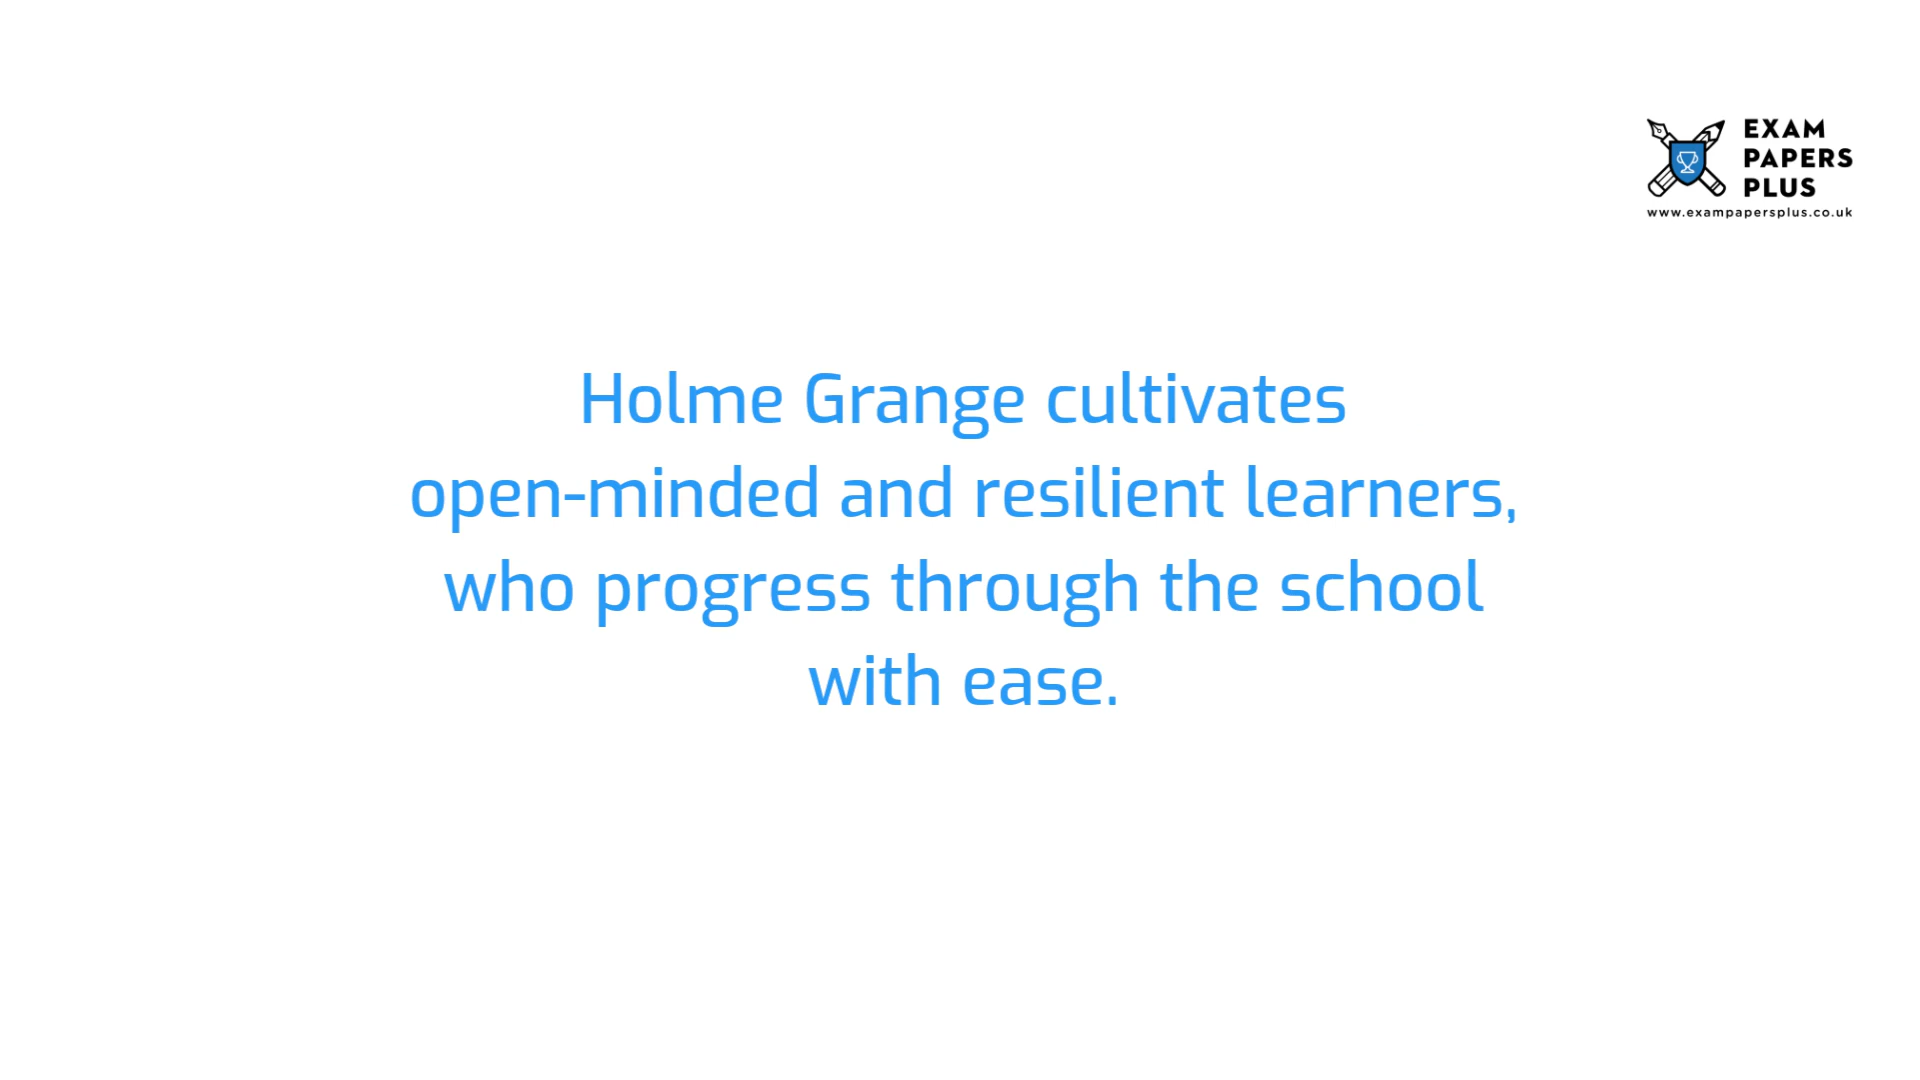 EXAM
PAPERS
PLUS
www.exampapersplus.co.uk
Holme Grange cultivates
open-minded and resilient learners,
who progress through the school
with ease.